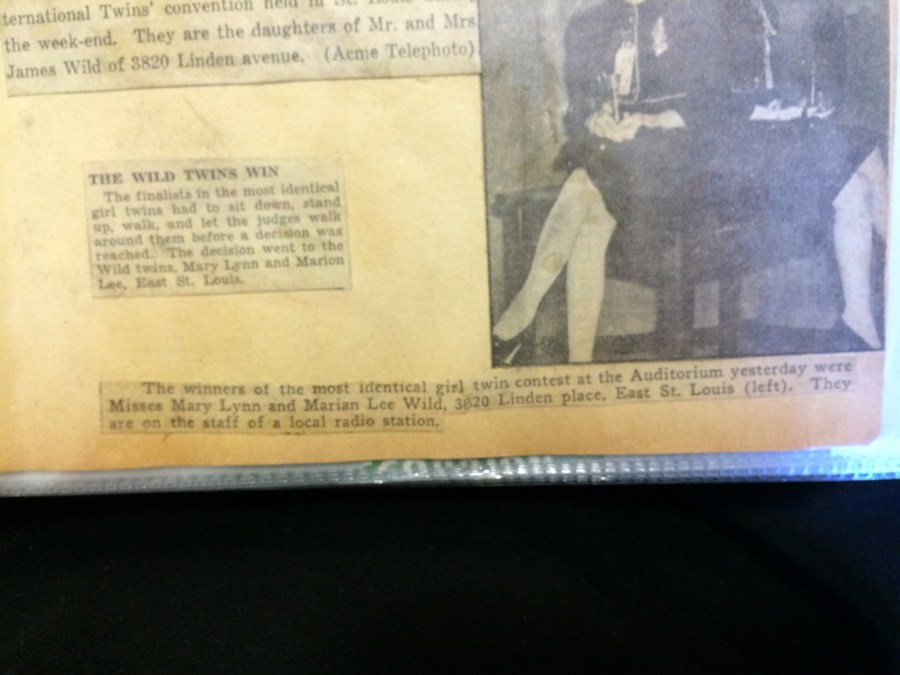 ternational Twins' convention held in St. Louis
the week-end. They are the daughters of Mr. and Mrs
James Wild of 3820 Linden avenue. (Acme Telephoto)
THE WILD TWINS WIN
The finalists in the most identical
girl twins had to sit down, stand
up, walk, and let the judges walk
around them before a decision was
reached. The decision went to the
Wild twins, Mary Lynn and Marion
Lee, East St. Louis.
The winners of the most identical girl twin contest at the Auditorium yesterday were
Misses Mary Lynn and Marian Lee Wild, 3820 Linden place, East St. Louis (left). They
are on the staff of a local radio station.